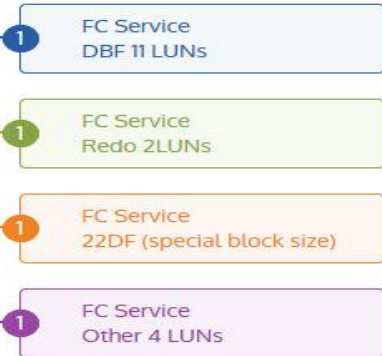 1
FC Service
DBF 11 LUNs
1
FC Service
Redo 2LUNs
1
FC Service
22DF (special block size)
1
FC Service
Other 4 LUNs